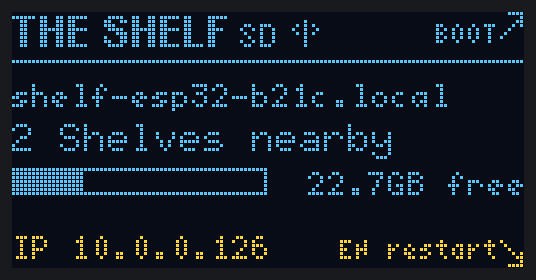 THE SHELF SD BOOT
shelf-esp32-b21c.local
2 Shelves nearby
22.7GB free
IP 10.0.0.126 EN restart